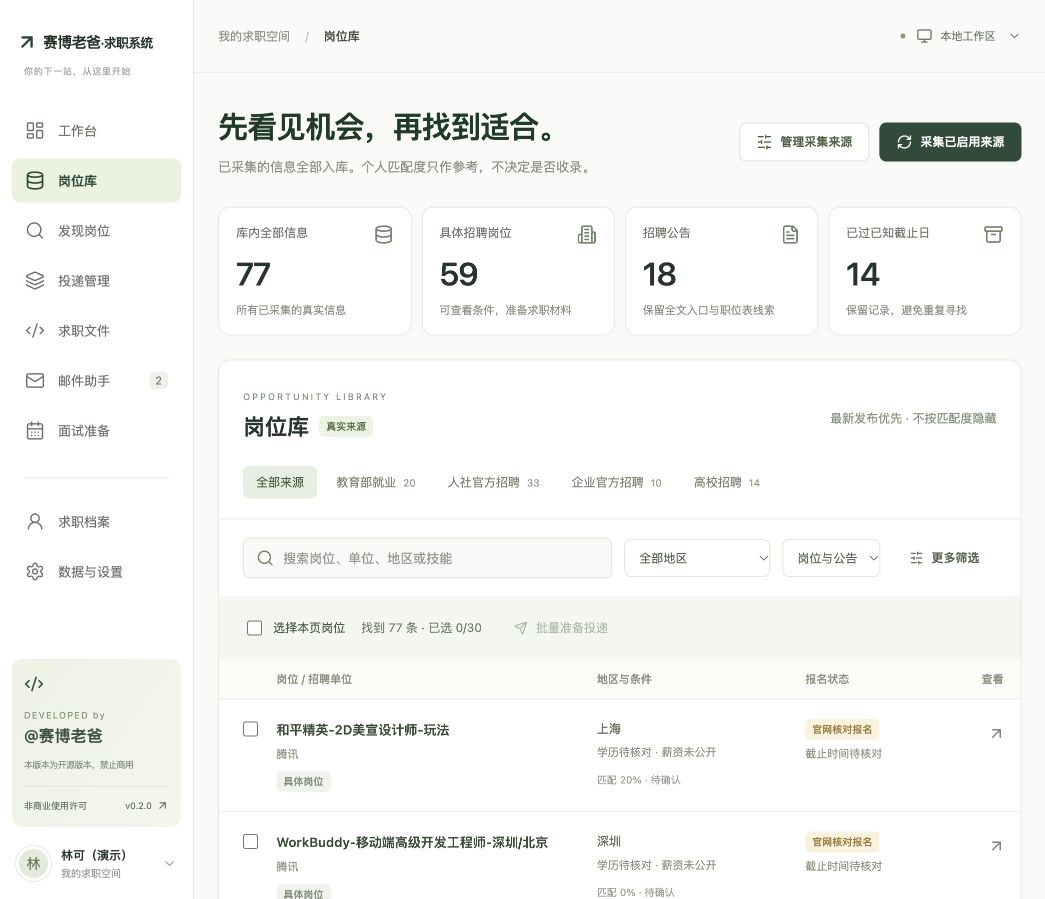 赛博老爸·求职系统
你的下一站，从这里开始
工作台
岗位库
发现岗位
投递管理
求职文件
邮件助手 2
面试准备
求职档案
数据与设置
DEVELOPED by
@赛博老爸
本版本为开源版本，禁止商用
非商业使用许可 v0.2.0
林
林可（演示）
我的求职空间
我的求职空间 / 岗位库
本地工作区
先看见机会，再找到适合。
已采集的信息全部入库。个人匹配度只作参考，不决定是否收录。
管理采集来源
采集已启用来源
库内全部信息
77
所有已采集的真实信息
具体招聘岗位
59
可查看条件，准备求职材料
招聘公告
18
保留全文入口与职位表线索
已过已知截止日
14
保留记录，避免重复寻找
OPPORTUNITY LIBRARY
岗位库 真实来源
最新发布优先 · 不按匹配度隐藏
全部来源 教育部就业 20 人社官方招聘 33 企业官方招聘 10 高校招聘 14
搜索岗位、单位、地区或技能
全部地区
岗位与公告
更多筛选
选择本页岗位 找到 77 条 · 已选 0/30 批量准备投递
岗位 / 招聘单位 地区与条件 报名状态 查看
和平精英-2D美宣设计师-玩法
腾讯
具体岗位
上海
学历待核对 · 薪资未公开
匹配 20% · 待确认
官网核对报名
截止时间待核对
WorkBuddy-移动端高级开发工程师-深圳/北京
腾讯
具体岗位
深圳
学历待核对 · 薪资未公开
匹配 0% · 待确认
官网核对报名
截止时间待核对